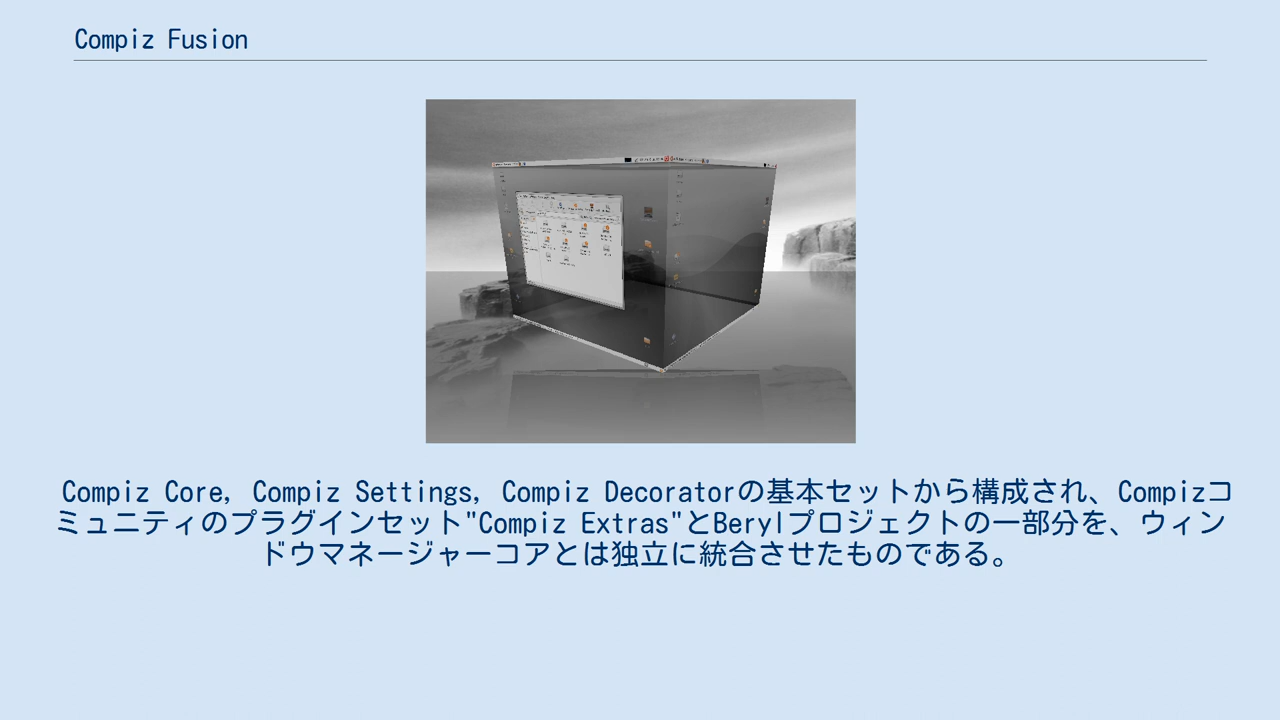 Compiz Fusion
Compiz Core, Compiz Settings, Compiz Decoratorの基本セットから構成され、Compizコ
ミュニティのプラグインセット"Compiz Extras"とBerylプロジェクトの一部分を、ウィン
ドウマネージャーコアとは独立に統合させたものである。